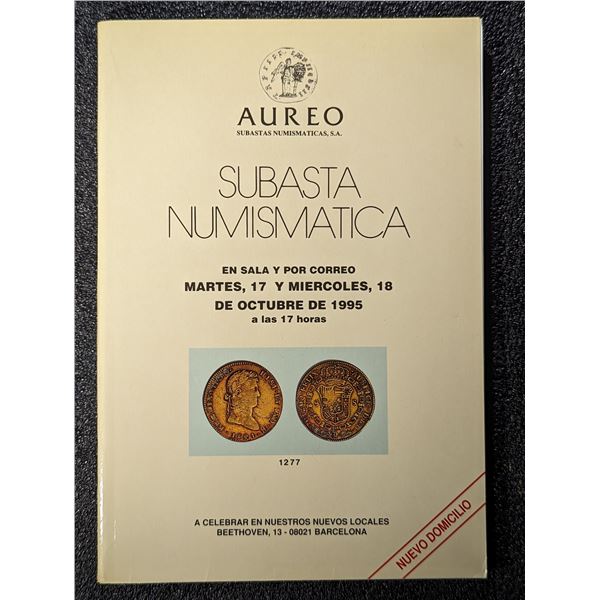 AUREO
SUBASTAS NUMISMATICAS, S.A.
SUBASTA
NUMISMATICA
EN SALA Y POR CORREO
MARTES, 17 Y MIERCOLES, 18
DE OCTUBRE DE 1995
a las 17 horas
1277
A CELEBRAR EN NUESTROS NUEVOS LOCALES
BEETHOVEN, 13 - 08021 BARCELONA
NUEVO DOMICILIO